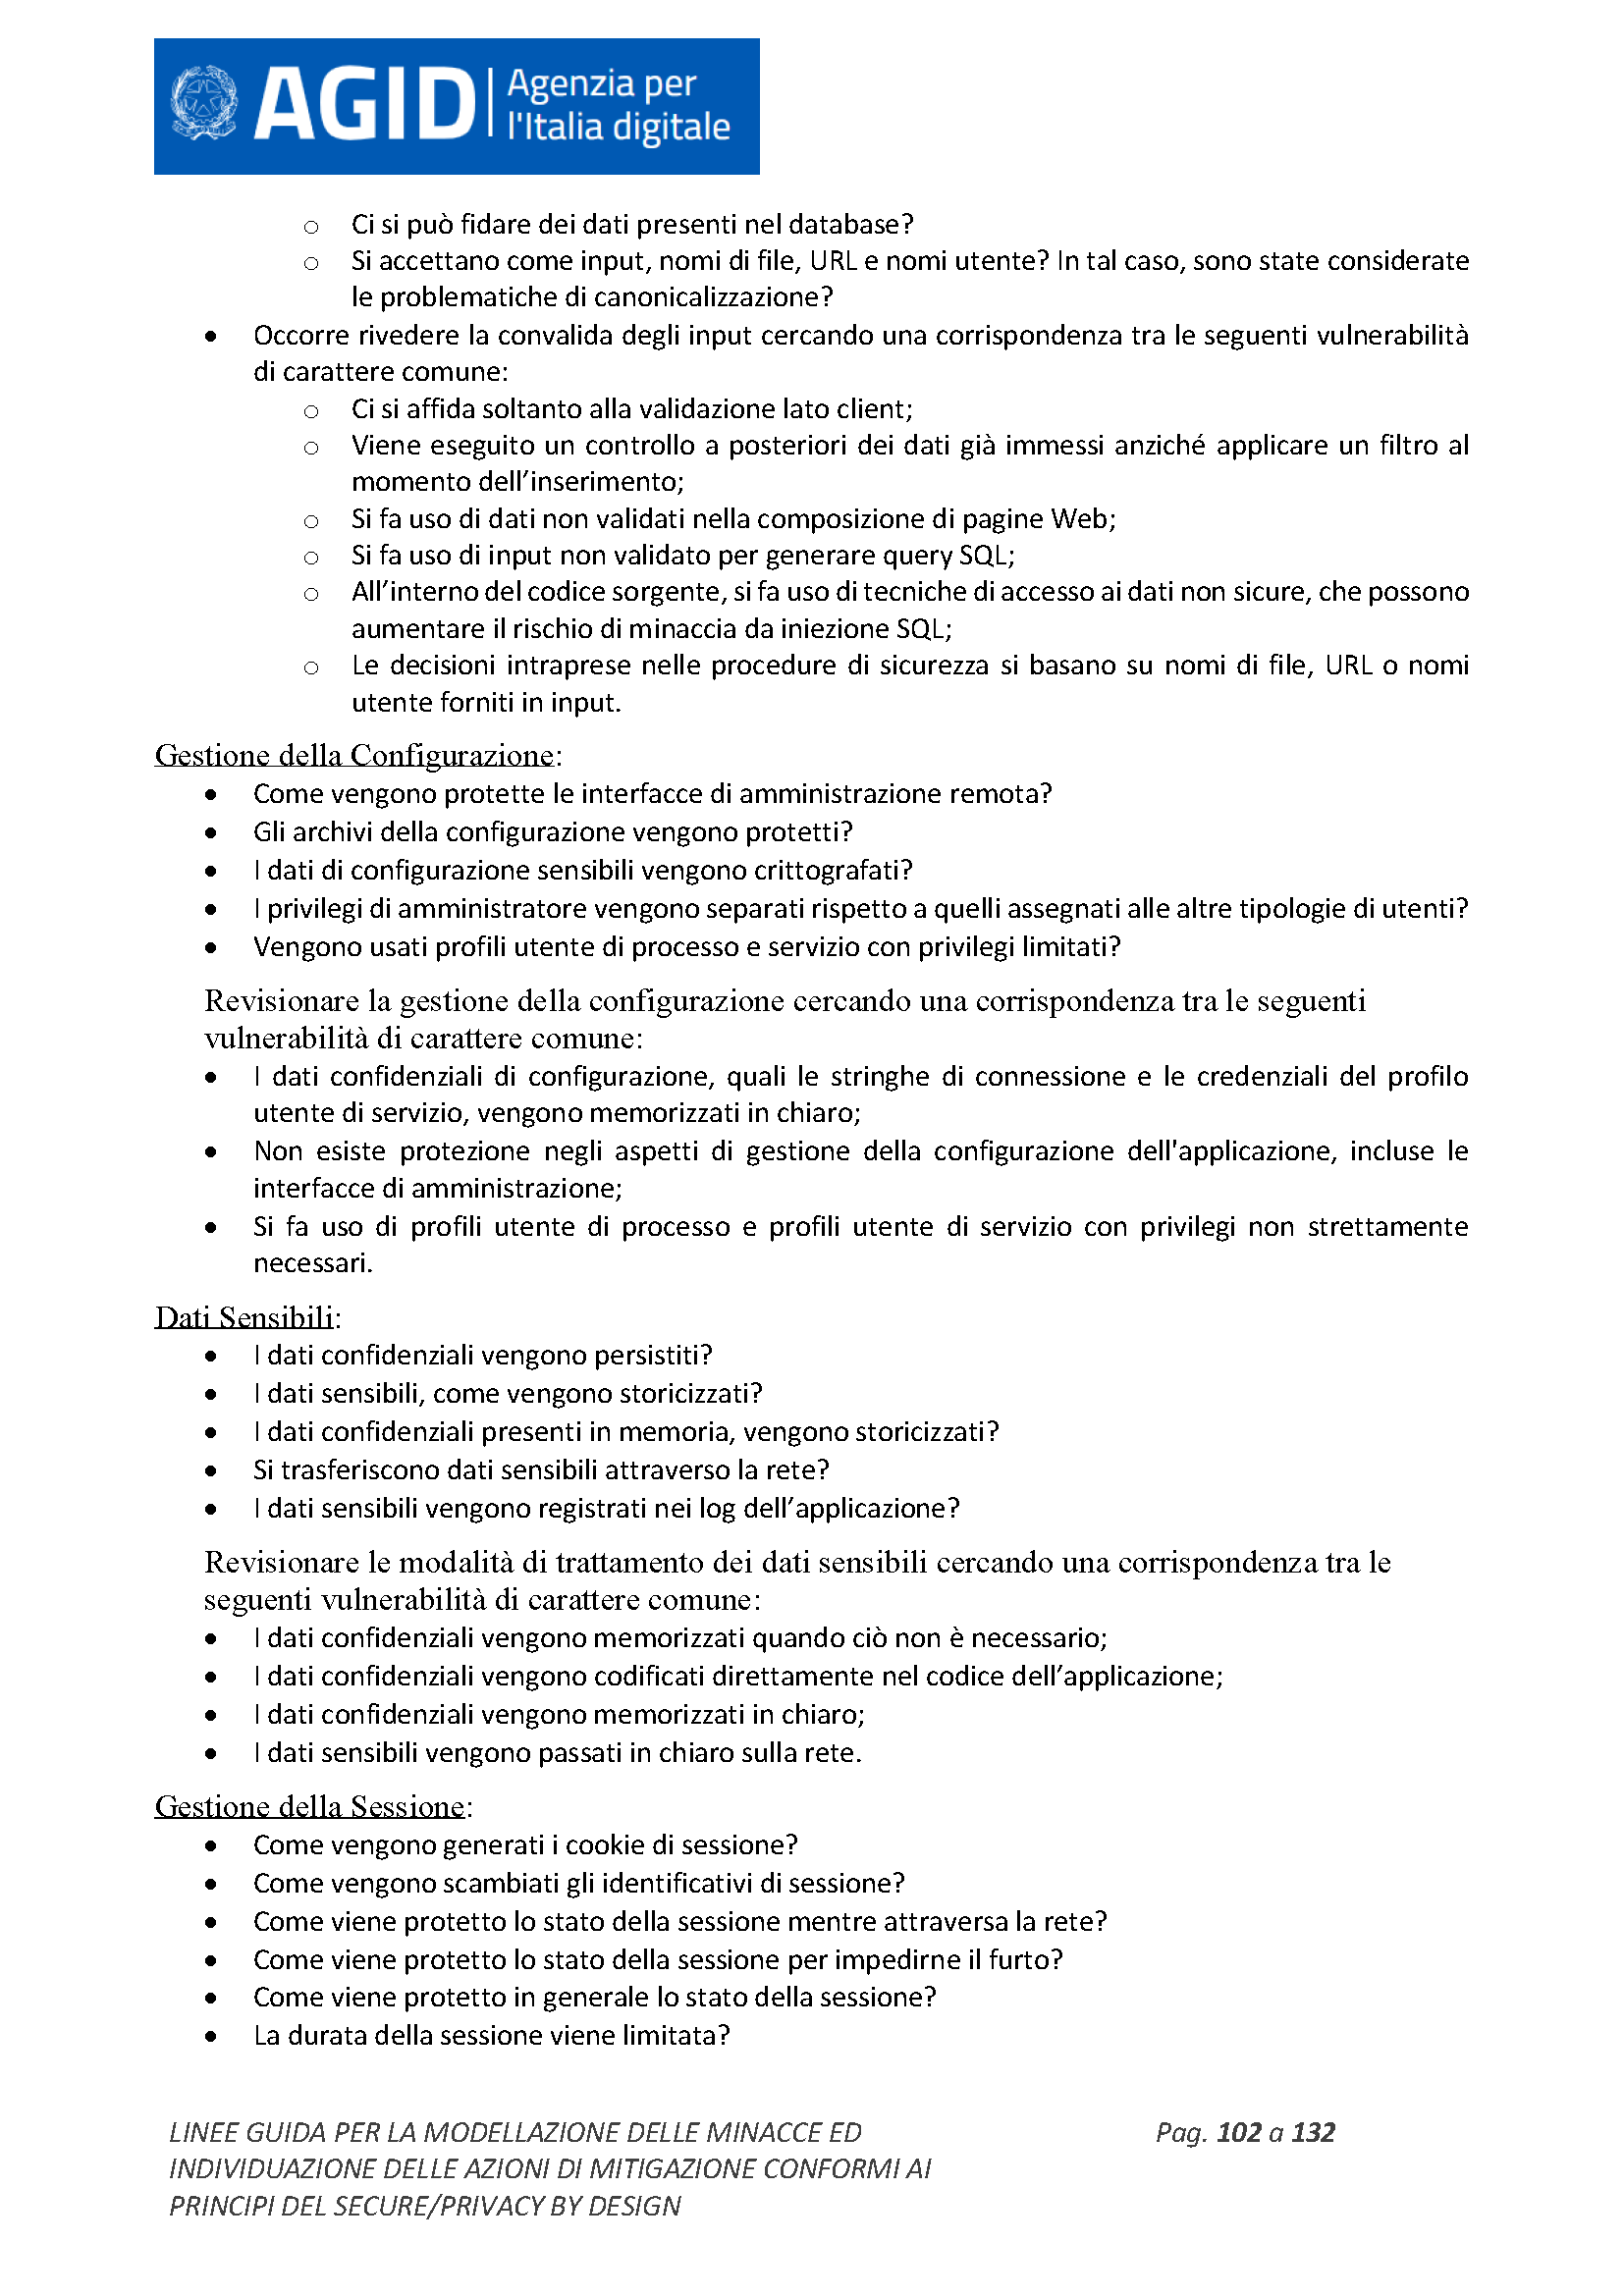 AGID Agenzia per
l'Italia digitale
o Ci si può fidare dei dati presenti nel database?
o Si accettano come input, nomi di file, URL e nomi utente? In tal caso, sono state considerate
le problematiche di canonicalizzazione?
• Occorre rivedere la convalida degli input cercando una corrispondenza tra le seguenti vulnerabilità
di carattere comune:
o Ci si affida soltanto alla validazione lato client;
o Viene eseguito un controllo a posteriori dei dati già immessi anziché applicare un filtro al
momento dell’inserimento;
o Si fa uso di dati non validati nella composizione di pagine Web;
o Si fa uso di input non validato per generare query SQL;
o All’interno del codice sorgente, si fa uso di tecniche di accesso ai dati non sicure, che possono
aumentare il rischio di minaccia da iniezione SQL;
o Le decisioni intraprese nelle procedure di sicurezza si basano su nomi di file, URL o nomi
utente forniti in input.
Gestione della Configurazione:
• Come vengono protette le interfacce di amministrazione remota?
• Gli archivi della configurazione vengono protetti?
• I dati di configurazione sensibili vengono crittografati?
• I privilegi di amministratore vengono separati rispetto a quelli assegnati alle altre tipologie di utenti?
• Vengono usati profili utente di processo e servizio con privilegi limitati?
Revisionare la gestione della configurazione cercando una corrispondenza tra le seguenti
vulnerabilità di carattere comune:
• I dati confidenziali di configurazione, quali le stringhe di connessione e le credenziali del profilo
utente di servizio, vengono memorizzati in chiaro;
• Non esiste protezione negli aspetti di gestione della configurazione dell'applicazione, incluse le
interfacce di amministrazione;
• Si fa uso di profili utente di processo e profili utente di servizio con privilegi non strettamente
necessari.
Dati Sensibili:
• I dati confidenziali vengono persistiti?
• I dati sensibili, come vengono storicizzati?
• I dati confidenziali presenti in memoria, vengono storicizzati?
• Si trasferiscono dati sensibili attraverso la rete?
• I dati sensibili vengono registrati nei log dell’applicazione?
Revisionare le modalità di trattamento dei dati sensibili cercando una corrispondenza tra le
seguenti vulnerabilità di carattere comune:
• I dati confidenziali vengono memorizzati quando ciò non è necessario;
• I dati confidenziali vengono codificati direttamente nel codice dell’applicazione;
• I dati confidenziali vengono memorizzati in chiaro;
• I dati sensibili vengono passati in chiaro sulla rete.
Gestione della Sessione:
• Come vengono generati i cookie di sessione?
• Come vengono scambiati gli identificativi di sessione?
• Come viene protetto lo stato della sessione mentre attraversa la rete?
• Come viene protetto lo stato della sessione per impedirne il furto?
• Come viene protetto in generale lo stato della sessione?
• La durata della sessione viene limitata?
LINEE GUIDA PER LA MODELLAZIONE DELLE MINACCE ED Pag. 102 a 132
INDIVIDUAZIONE DELLE AZIONI DI MITIGAZIONE CONFORMI AI
PRINCIPI DEL SECURE/PRIVACY BY DESIGN